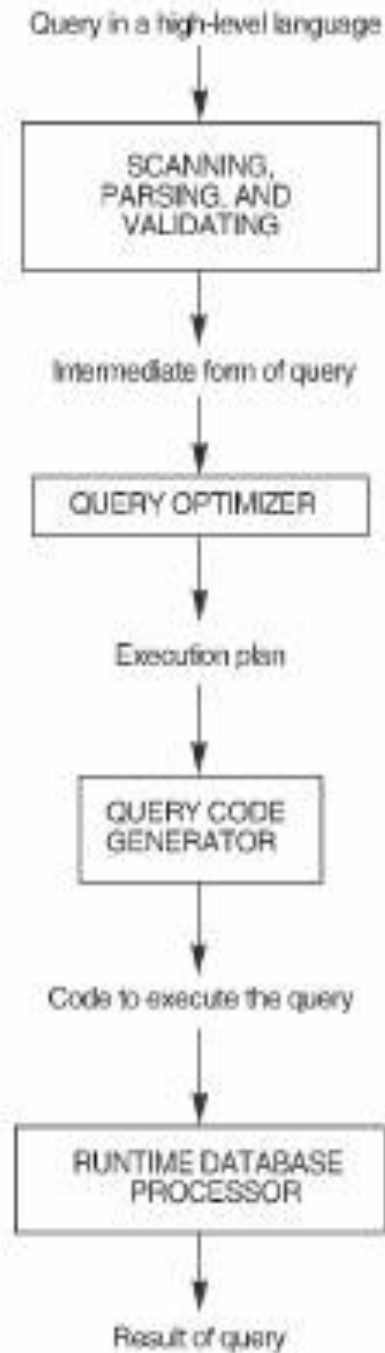 Query in a high-level language
SCANNING,
PARSING, AND
VALIDATING
Intermediate form of query
QUERY OPTIMIZER
Execution plan
QUERY CODE
GENERATOR
Code to execute the query
RUNTIME DATABASE
PROCESSOR
Result of query